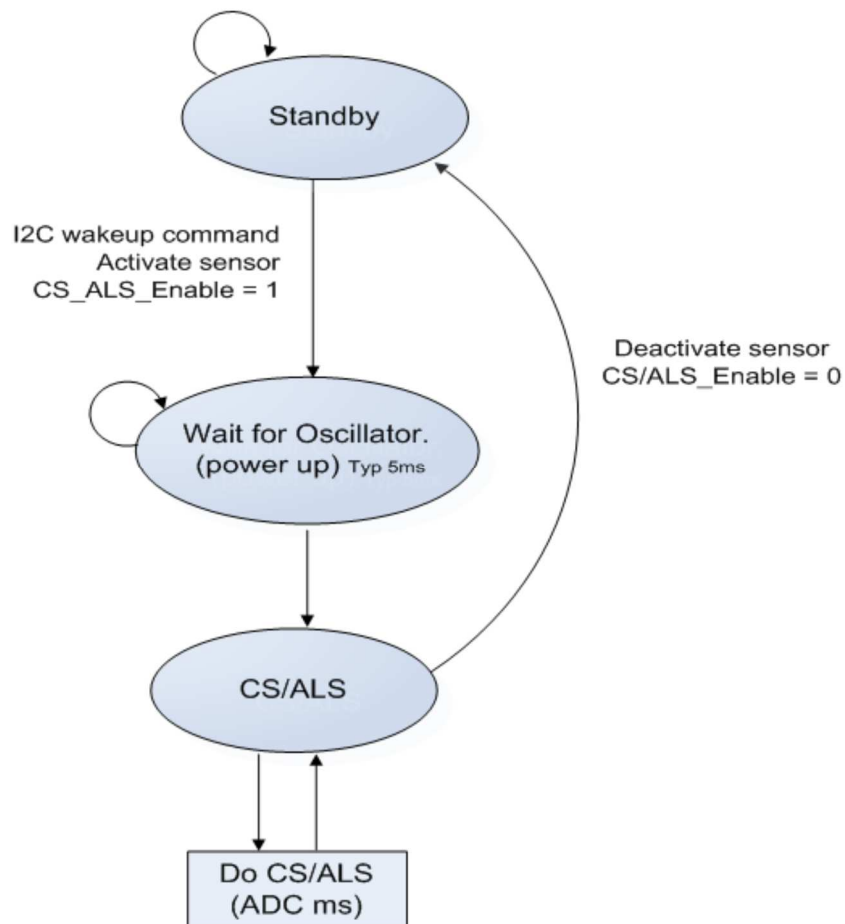 Standby
I2C wakeup command
Activate sensor
CS_ALS_Enable = 1
Deactivate sensor
CS/ALS_Enable = 0
Wait for Oscillator.
(power up) Typ 5ms
CS/ALS
Do CS/ALS
(ADC ms)